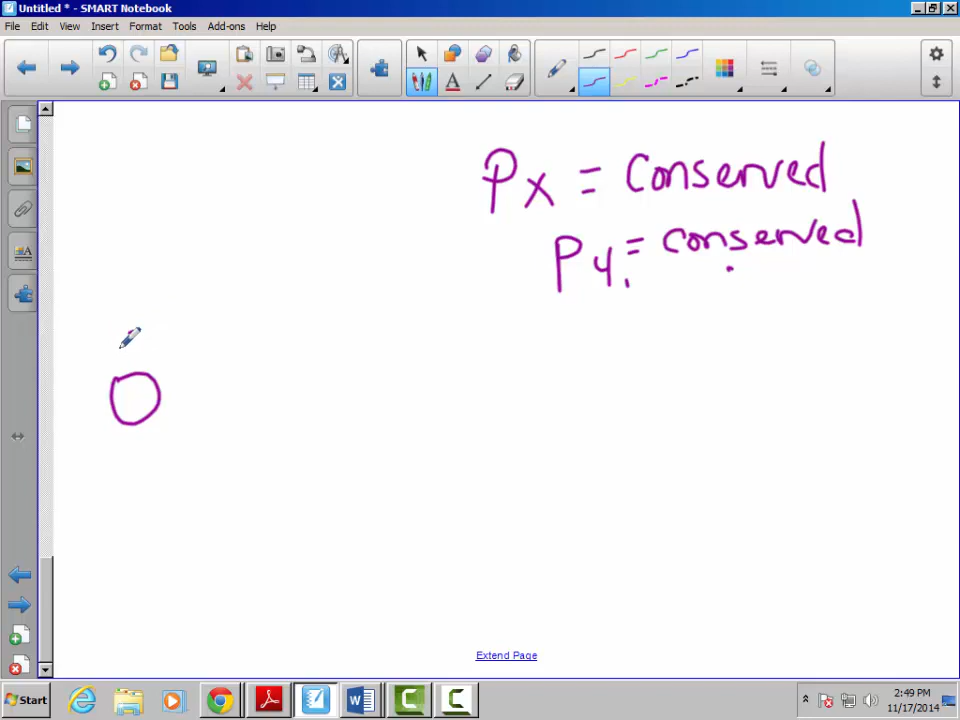 Untitled * - SMART Notebook
File Edit View Insert Format Tools Add-ons Help
Px = Conserved
Py = conserved
Extend Page
Start
2:49 PM
11/17/2014